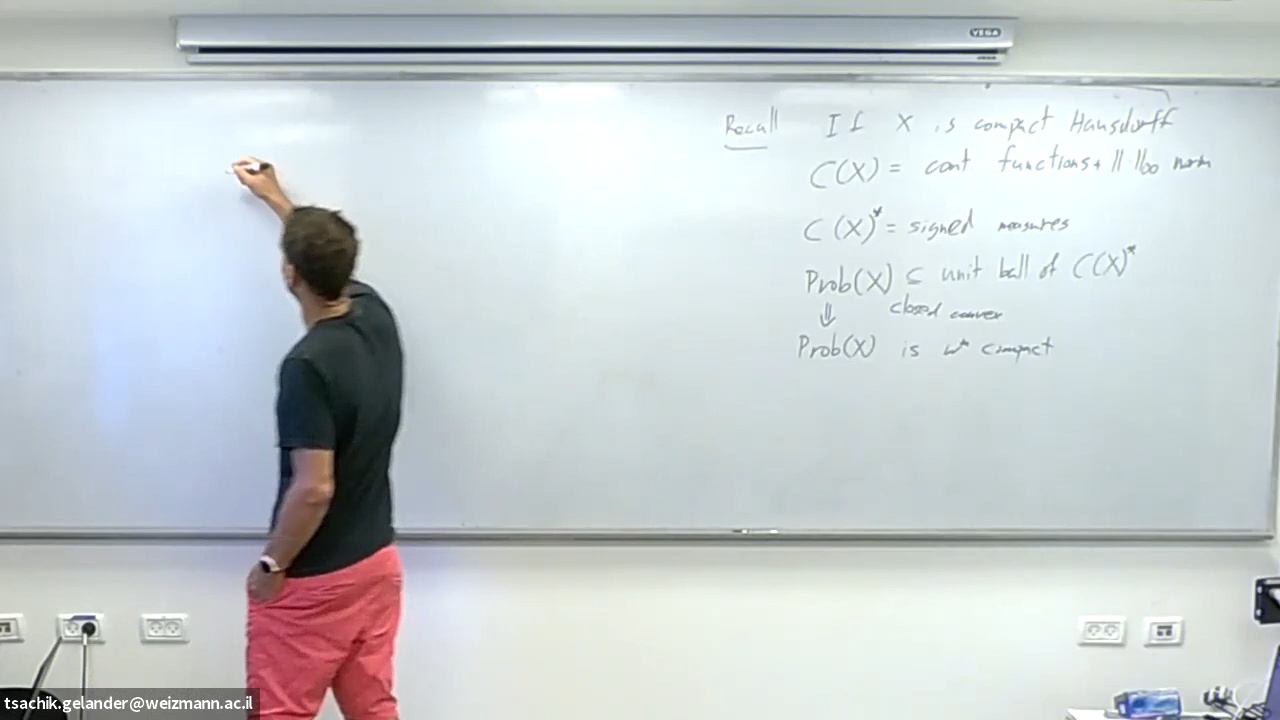 VEGA
Recall If X is compact Hausdorff
C(X) = cont functions + ||·||∞ norm
C(X)* = signed measures
Prob(X) ⊆ unit ball of C(X)*
⇓ closed convex
Prob(X) is w* compact
tsachik.gelander@weizmann.ac.il